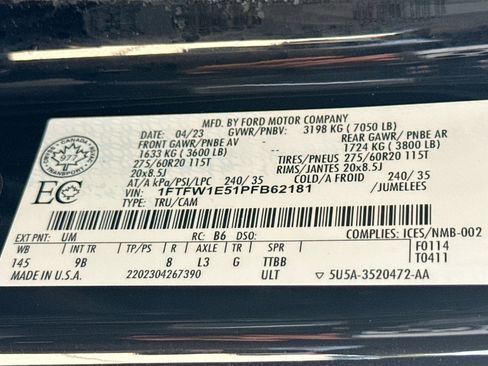 MFD. BY FORD MOTOR COMPANY
DATE: 04/23 GVWR/PNBV: 3198 KG (7050 LB)
FRONT GAWR/PNBE AV REAR GAWR/PNBE AR
1633 KG (3600 LB) 1724 KG (3800 LB)
275/60R20 115T TIRES/PNEUS 275/60R20 115T
20x8.5J RIMS/JANTES 20x8.5J
AT/A kPa/PSI/LPC 240/35 COLD/A FROID 240/35
VIN: 1FTFW1E51PFB62181 /JUMELEES
TYPE: TRU/CAM
CANADA
977
TRANSPORT
EC
EXT PNT: UM RC: B6 DSO: COMPLIES: ICES/NMB-002
WB INT TR TP/PS R AXLE TR SPR F0114
145 9B 8 L3 G TTBB T0411
MADE IN U.S.A. 2202304267390 ULT ▽ 5U5A-3520472-AA